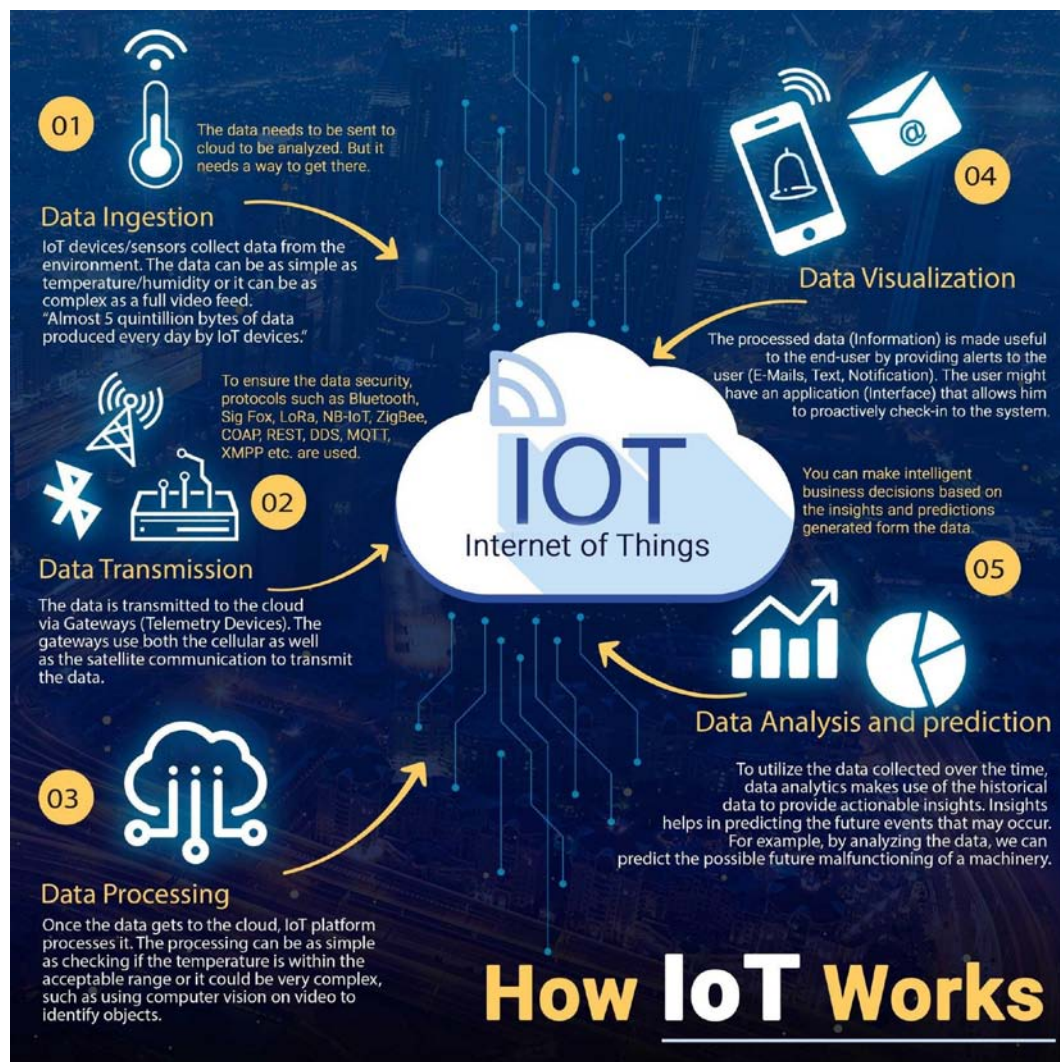 01
The data needs to be sent to
cloud to be analyzed. But it
needs a way to get there.
Data Ingestion
IoT devices/sensors collect data from the
environment. The data can be as simple as
temperature/humidity or it can be as
complex as a full video feed.
“Almost 5 quintillion bytes of data
produced every day by IoT devices.”
To ensure the data security,
protocols such as Bluetooth,
Sig Fox, LoRa, NB-IoT, ZigBee,
COAP, REST, DDS, MQTT,
XMPP etc. are used.
02
Data Transmission
The data is transmitted to the cloud
via Gateways (Telemetry Devices). The
gateways use both the cellular as well
as the satellite communication to transmit
the data.
03
Data Processing
Once the data gets to the cloud, IoT platform
processes it. The processing can be as simple
as checking if the temperature is within the
acceptable range or it could be very complex,
such as using computer vision on video to
identify objects.
IOT
Internet of Things
@
04
Data Visualization
The processed data (Information) is made useful
to the end-user by providing alerts to the
user (E-Mails, Text, Notification). The user might
have an application (Interface) that allows him
to proactively check-in to the system.
You can make intelligent
business decisions based on
the insights and predictions
generated form the data.
05
Data Analysis and prediction
To utilize the data collected over the time,
data analytics makes use of the historical
data to provide actionable insights. Insights
helps in predicting the future events that may occur.
For example, by analyzing the data, we can
predict the possible future malfunctioning of a machinery.
How IoT Works